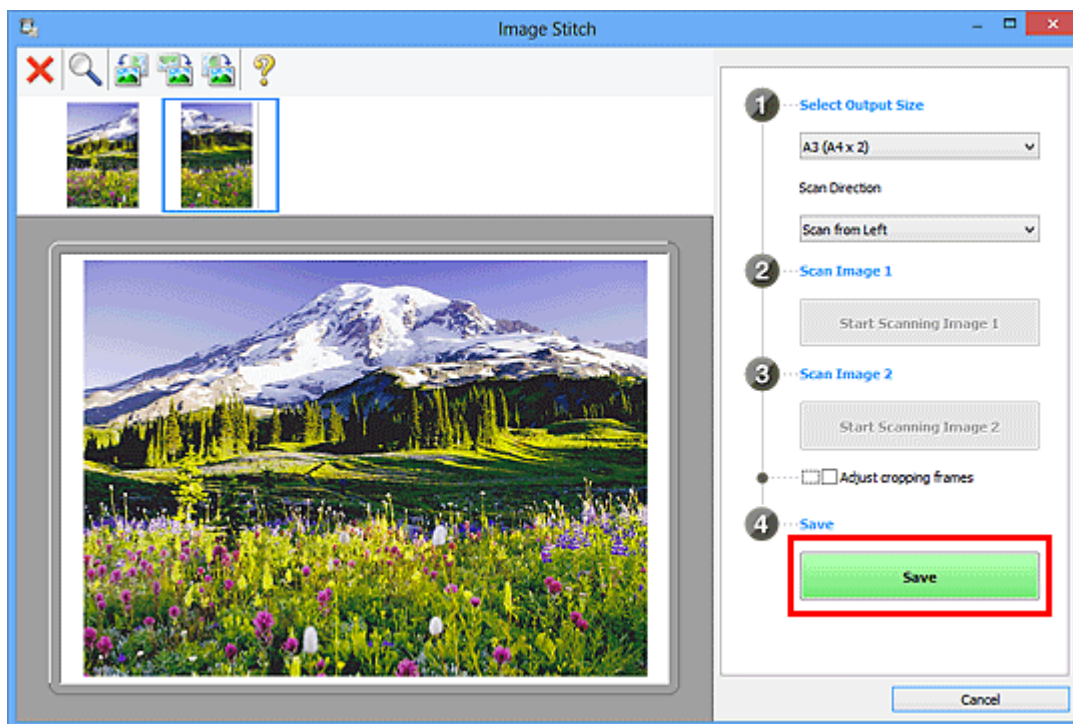 Image Stitch
1
Select Output Size
A3 (A4 x 2)
Scan Direction
Scan from Left
2
Scan Image 1
Start Scanning Image 1
3
Scan Image 2
Start Scanning Image 2
Adjust cropping frames
4
Save
Save
Cancel